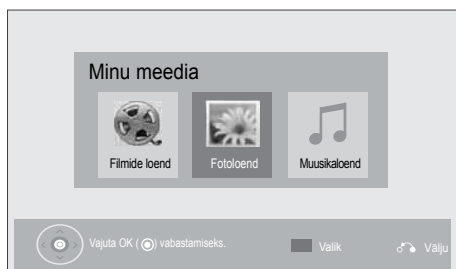 Minu meedia
Filmide loend
Fotoloend
Muusikaloend
Vajuta OK ( ) vabastamiseks.
Valik
Välju